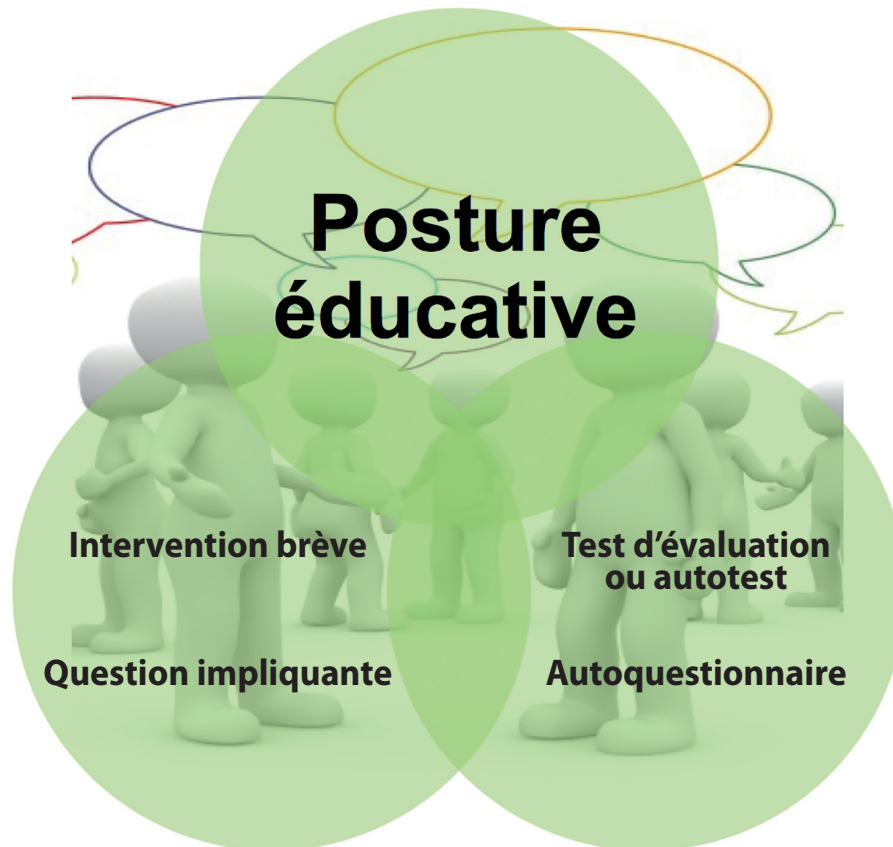 Posture
éducative
Intervention brève
Test d’évaluation
ou autotest
Question impliquante
Autoquestionnaire